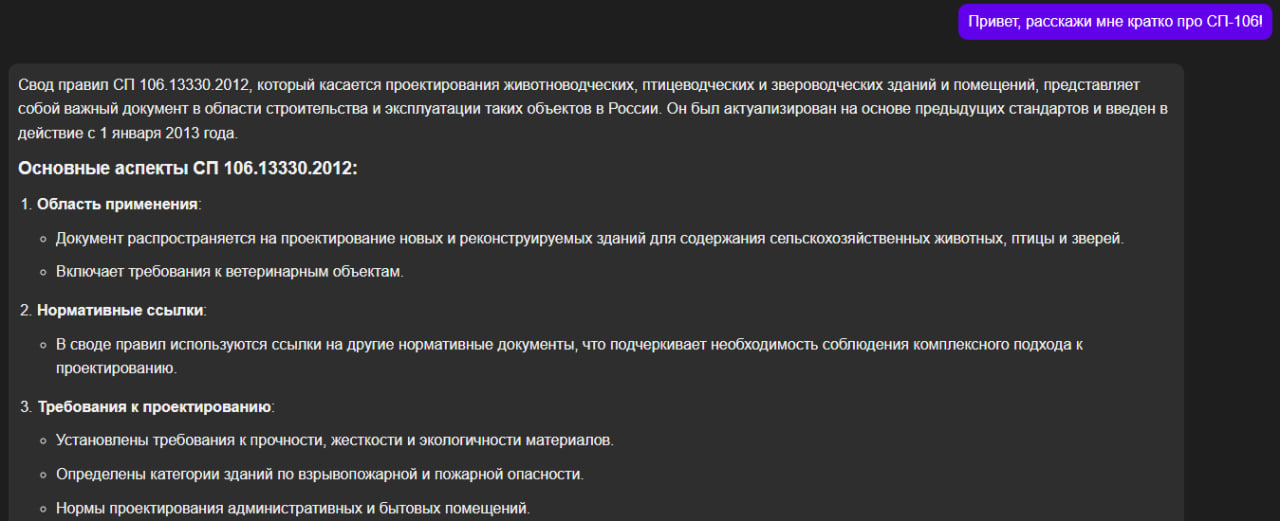 Привет, расскажи мне кратко про СП-106!
Свод правил СП 106.13330.2012, который касается проектирования животноводческих, птицеводческих и звероводческих зданий и помещений, представляет
собой важный документ в области строительства и эксплуатации таких объектов в России. Он был актуализирован на основе предыдущих стандартов и введен в
действие с 1 января 2013 года.
Основные аспекты СП 106.13330.2012:
1. Область применения:
Документ распространяется на проектирование новых и реконструируемых зданий для содержания сельскохозяйственных животных, птицы и зверей.
Включает требования к ветеринарным объектам.
2. Нормативные ссылки:
В своде правил используются ссылки на другие нормативные документы, что подчеркивает необходимость соблюдения комплексного подхода к
проектированию.
3. Требования к проектированию:
Установлены требования к прочности, жесткости и экологичности материалов.
Определены категории зданий по взрывопожарной и пожарной опасности.
Нормы проектирования административных и бытовых помещений.